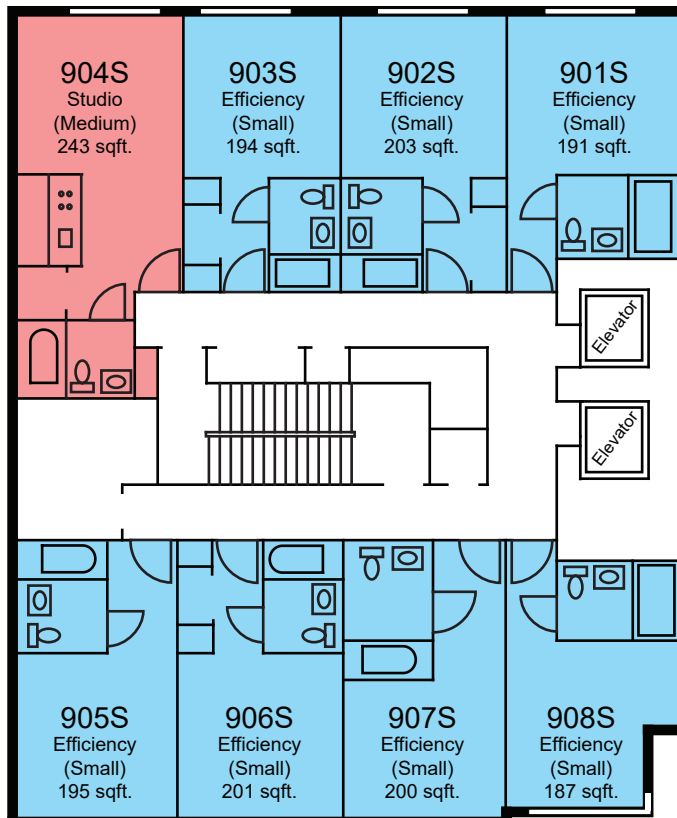 904S
Studio
(Medium)
243 sqft.
903S
Efficiency
(Small)
194 sqft.
902S
Efficiency
(Small)
203 sqft.
901S
Efficiency
(Small)
191 sqft.
Elevator
Elevator
905S
Efficiency
(Small)
195 sqft.
906S
Efficiency
(Small)
201 sqft.
907S
Efficiency
(Small)
200 sqft.
908S
Efficiency
(Small)
187 sqft.